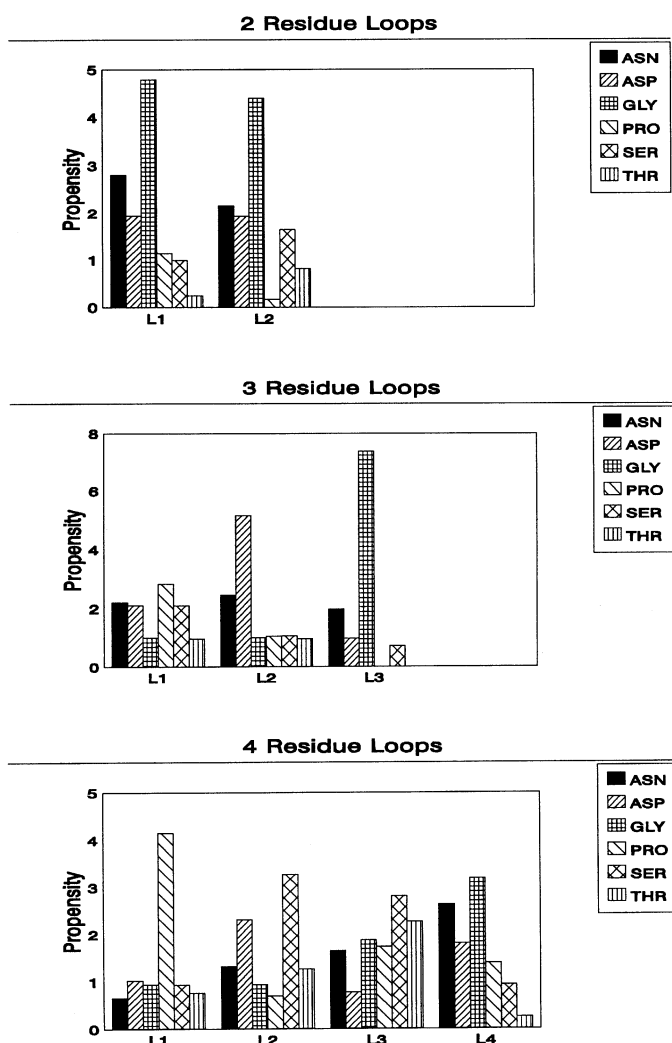 2 Residue Loops
5
4
3
2
1
0
Propensity
L1 L2
ASN
ASP
GLY
PRO
SER
THR
3 Residue Loops
8
6
4
2
0
Propensity
L1 L2 L3
ASN
ASP
GLY
PRO
SER
THR
4 Residue Loops
5
4
3
2
1
0
Propensity
L1 L2 L3 L4
ASN
ASP
GLY
PRO
SER
THR